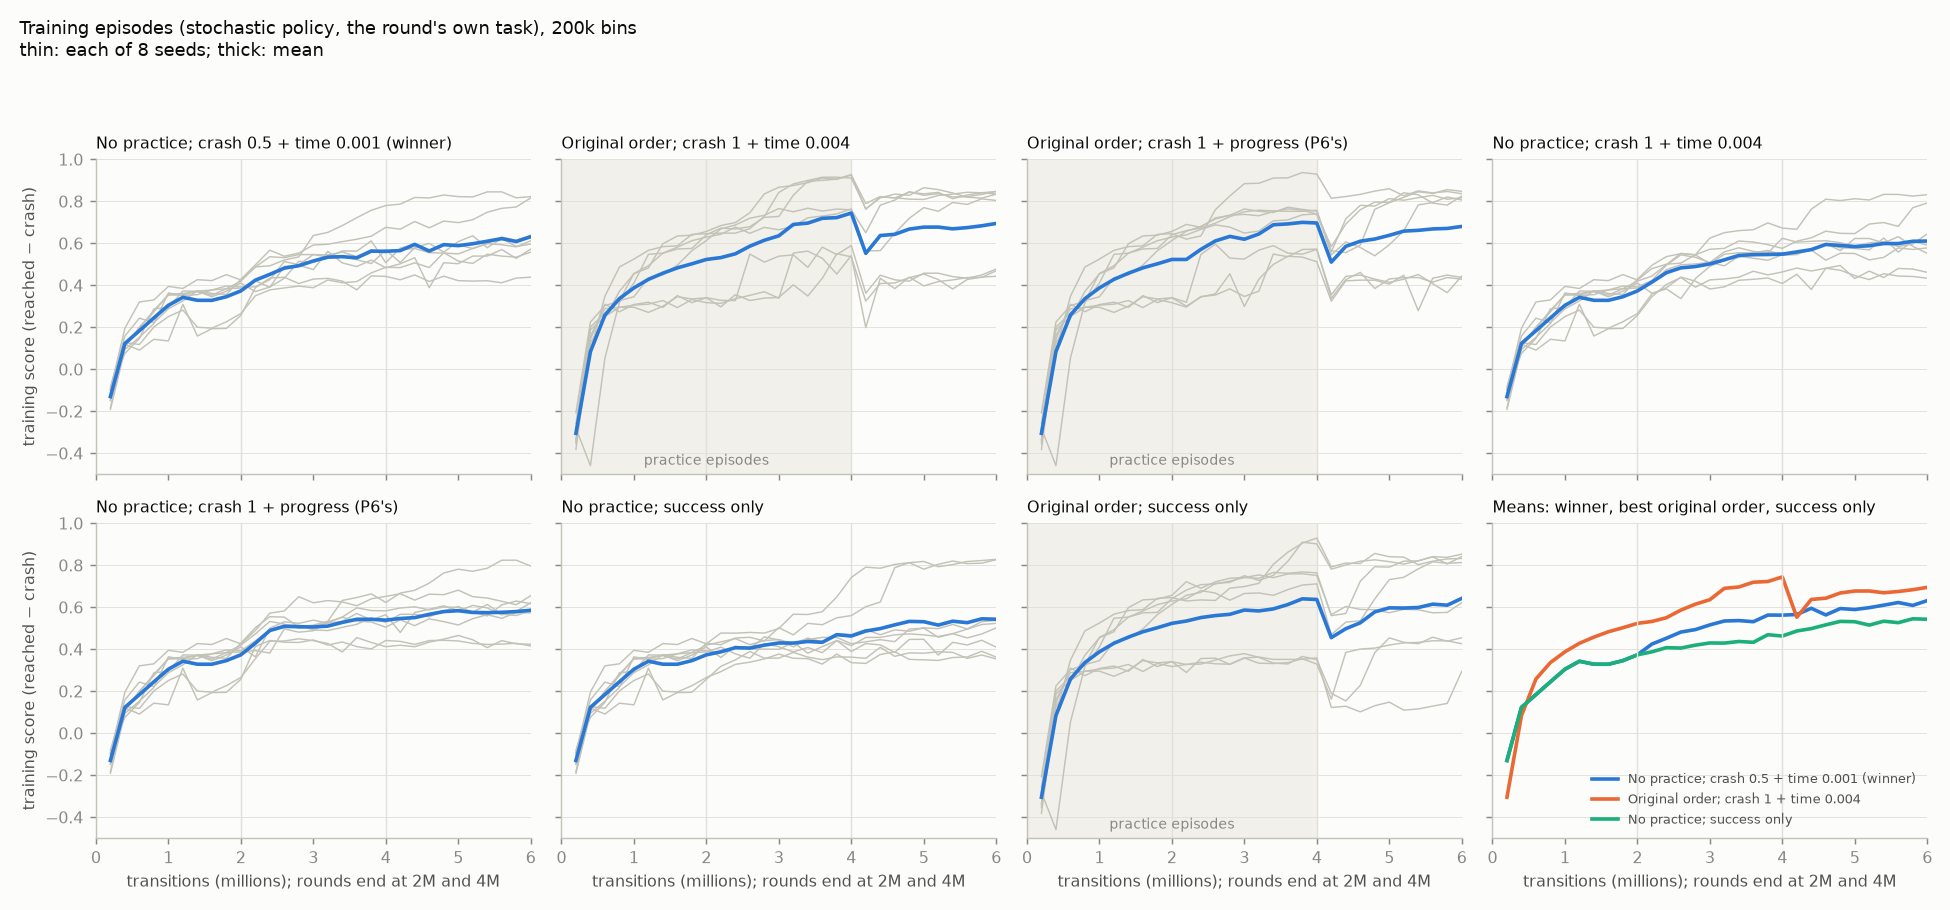 Training episodes (stochastic policy, the round's own task), 200k bins
thin: each of 8 seeds; thick: mean
No practice; crash 0.5 + time 0.001 (winner)
Original order; crash 1 + time 0.004
Original order; crash 1 + progress (P6's)
No practice; crash 1 + time 0.004
training score (reached − crash)
1.0
0.8
0.6
0.4
0.2
0.0
−0.2
−0.4
practice episodes
practice episodes
No practice; crash 1 + progress (P6's)
No practice; success only
Original order; success only
Means: winner, best original order, success only
training score (reached − crash)
1.0
0.8
0.6
0.4
0.2
0.0
−0.2
−0.4
practice episodes
No practice; crash 0.5 + time 0.001 (winner)
Original order; crash 1 + time 0.004
No practice; success only
0 1 2 3 4 5 6
0 1 2 3 4 5 6
0 1 2 3 4 5 6
0 1 2 3 4 5 6
transitions (millions); rounds end at 2M and 4M
transitions (millions); rounds end at 2M and 4M
transitions (millions); rounds end at 2M and 4M
transitions (millions); rounds end at 2M and 4M